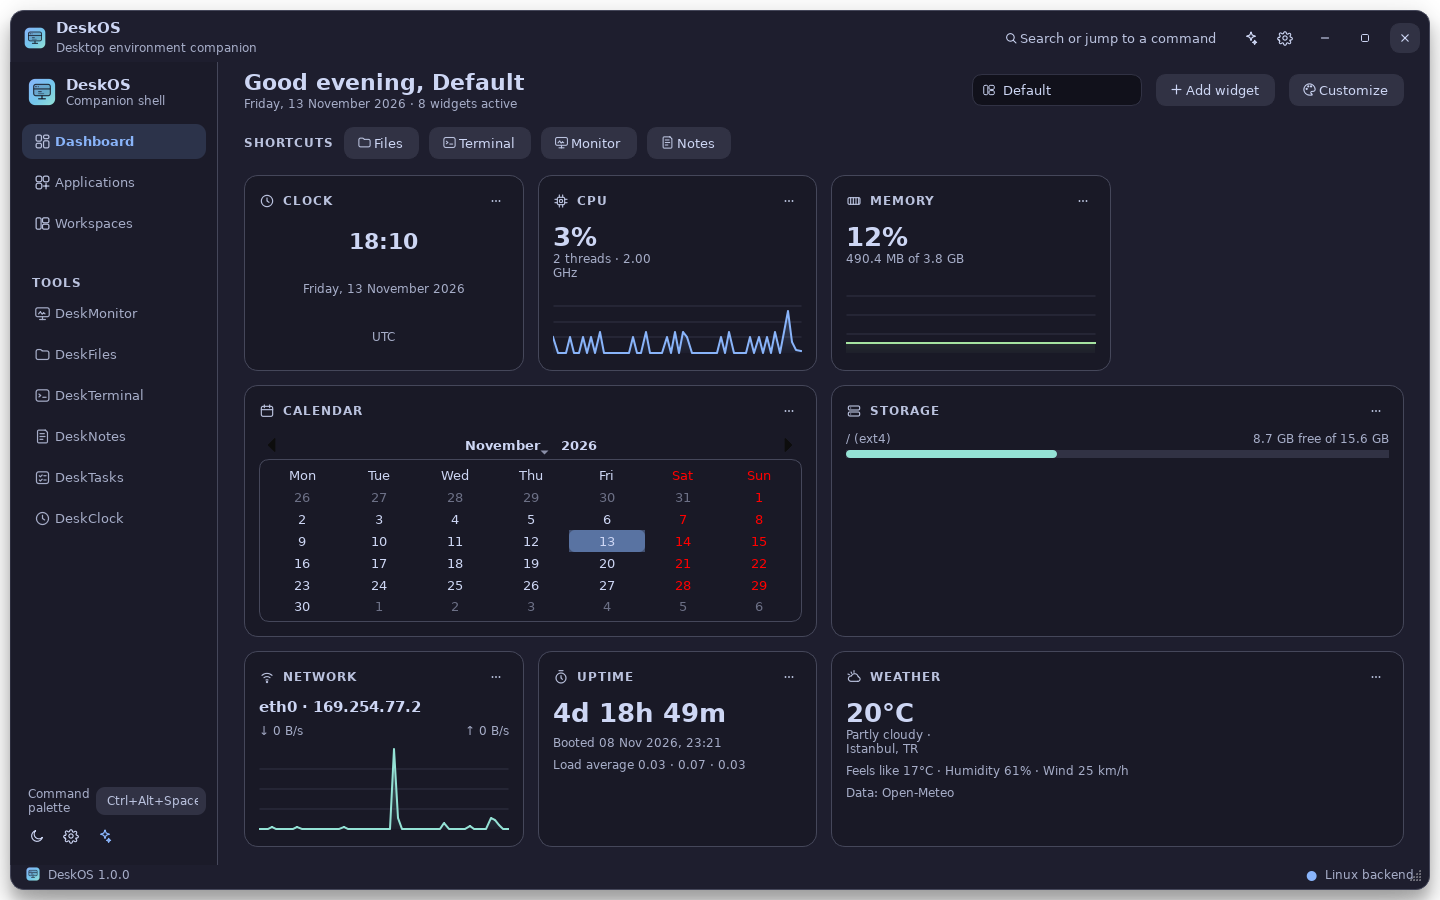 DeskOS
Desktop environment companion
Search or jump to a command
DeskOS
Companion shell
Dashboard
Applications
Workspaces
TOOLS
DeskMonitor
DeskFiles
DeskTerminal
DeskNotes
DeskTasks
DeskClock
Command palette
Ctrl+Alt+Space
Good evening, Default
Friday, 13 November 2026 · 8 widgets active
Default
Add widget
Customize
SHORTCUTS
Files
Terminal
Monitor
Notes
CLOCK
18:10
Friday, 13 November 2026
UTC
CPU
3%
2 threads · 2.00
GHz
MEMORY
12%
490.4 MB of 3.8 GB
CALENDAR
November 2026
Mon Tue Wed Thu Fri Sat Sun
26 27 28 29 30 31 1
2 3 4 5 6 7 8
9 10 11 12 13 14 15
16 17 18 19 20 21 22
23 24 25 26 27 28 29
30 1 2 3 4 5 6
STORAGE
/ (ext4) 8.7 GB free of 15.6 GB
NETWORK
eth0 · 169.254.77.2
↓ 0 B/s ↑ 0 B/s
UPTIME
4d 18h 49m
Booted 08 Nov 2026, 23:21
Load average 0.03 · 0.07 · 0.03
WEATHER
20°C
Partly cloudy ·
Istanbul, TR
Feels like 17°C · Humidity 61% · Wind 25 km/h
Data: Open-Meteo
DeskOS 1.0.0
Linux backend